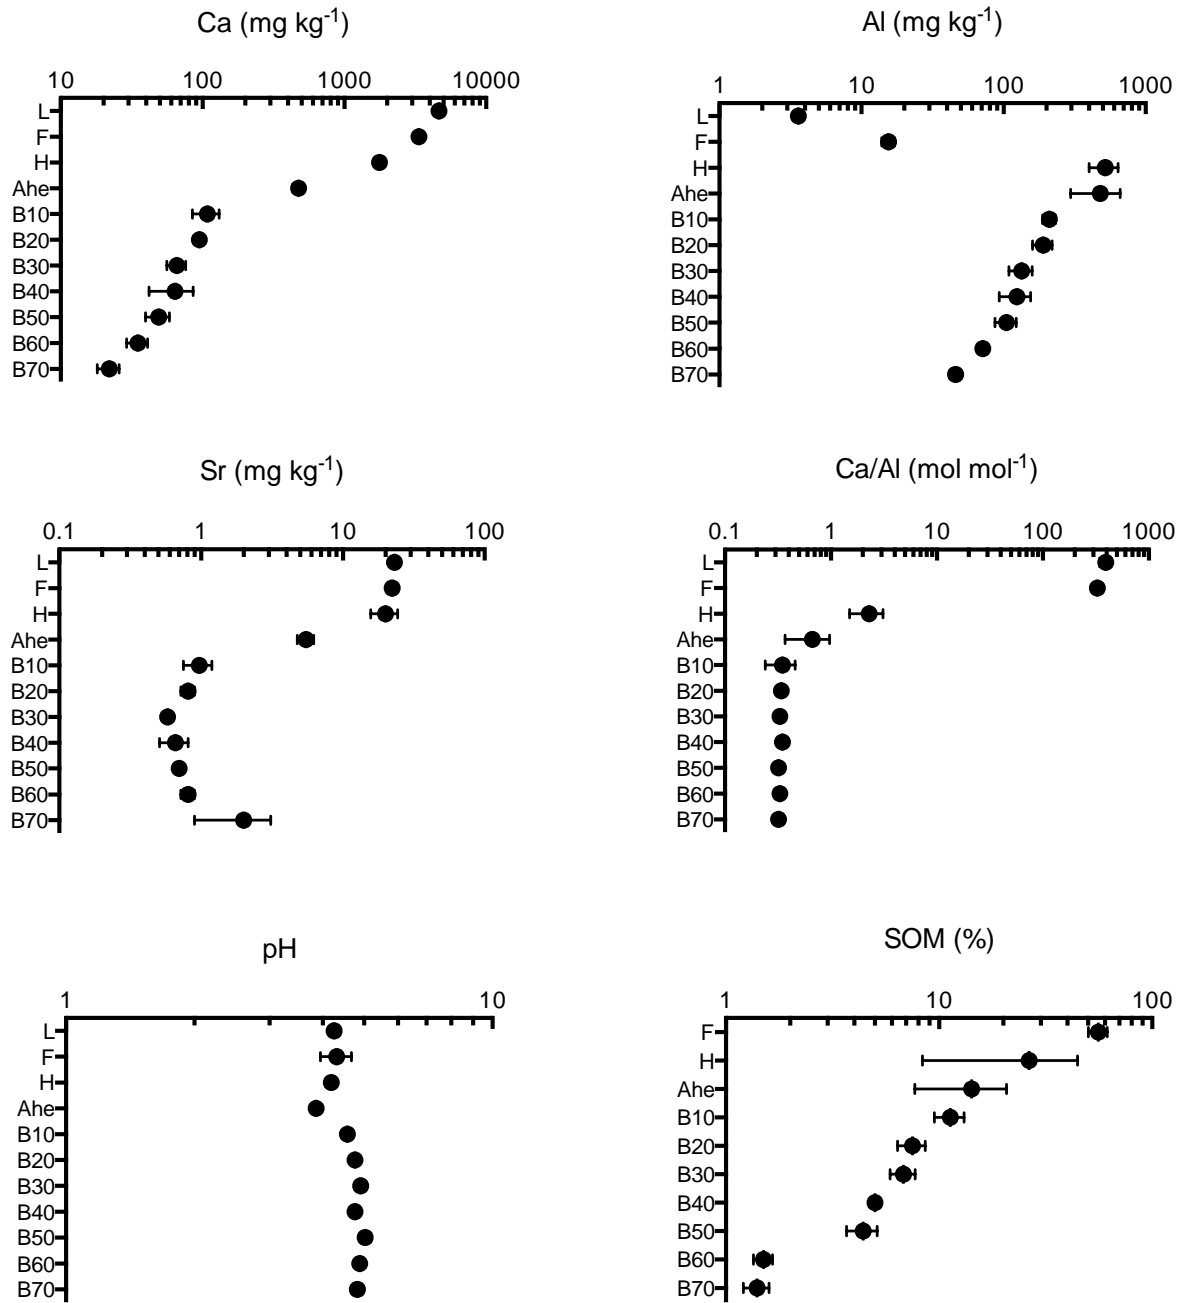 Ca (mg kg⁻¹)
10 100 1000 10000
L
F
H
Ahe
B10
B20
B30
B40
B50
B60
B70
Al (mg kg⁻¹)
1 10 100 1000
L
F
H
Ahe
B10
B20
B30
B40
B50
B60
B70
Sr (mg kg⁻¹)
0.1 1 10 100
L
F
H
Ahe
B10
B20
B30
B40
B50
B60
B70
Ca/Al (mol mol⁻¹)
0.1 1 10 100 1000
L
F
H
Ahe
B10
B20
B30
B40
B50
B60
B70
pH
1 10
L
F
H
Ahe
B10
B20
B30
B40
B50
B60
B70
SOM (%)
1 10 100
F
H
Ahe
B10
B20
B30
B40
B50
B60
B70